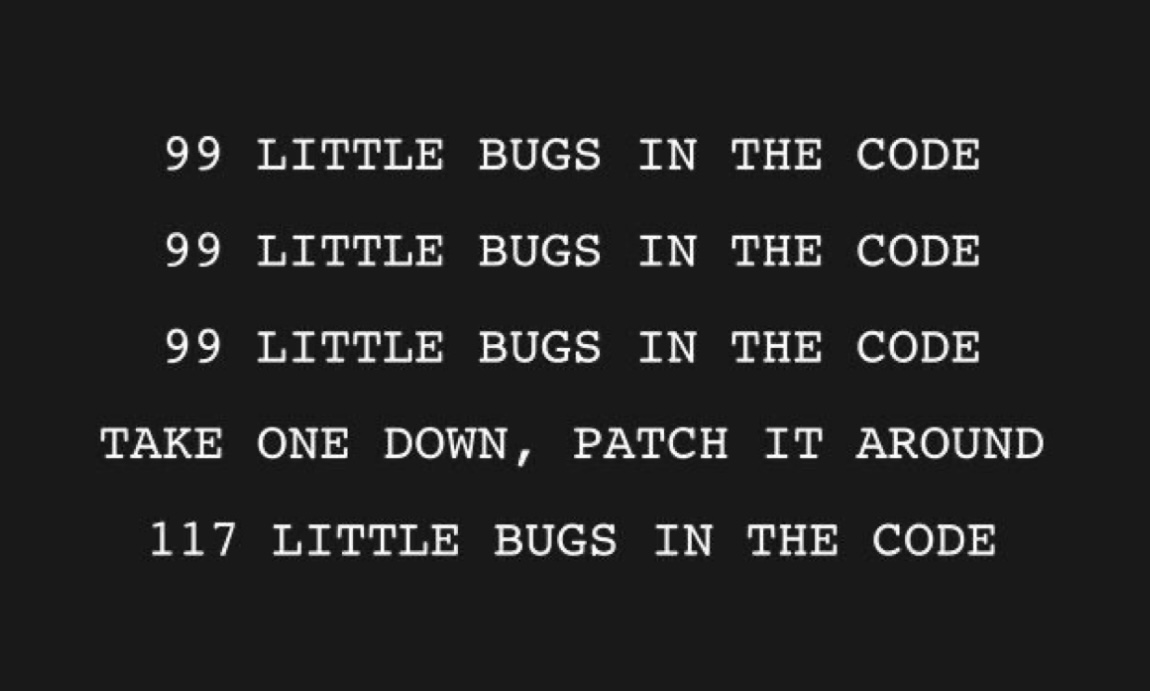 99 LITTLE BUGS IN THE CODE
99 LITTLE BUGS IN THE CODE
99 LITTLE BUGS IN THE CODE
TAKE ONE DOWN, PATCH IT AROUND
117 LITTLE BUGS IN THE CODE